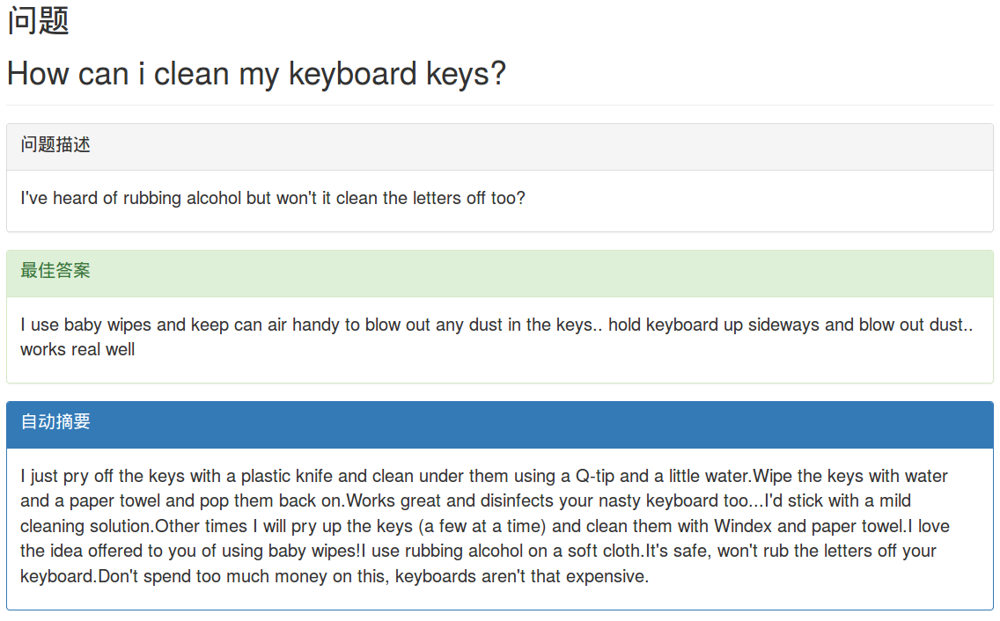 问题
How can i clean my keyboard keys?
问题描述
I've heard of rubbing alcohol but won't it clean the letters off too?
最佳答案
I use baby wipes and keep can air handy to blow out any dust in the keys.. hold keyboard up sideways and blow out dust..
works real well
自动摘要
I just pry off the keys with a plastic knife and clean under them using a Q-tip and a little water.Wipe the keys with water
and a paper towel and pop them back on.Works great and disinfects your nasty keyboard too...I'd stick with a mild
cleaning solution.Other times I will pry up the keys (a few at a time) and clean them with Windex and paper towel.I love
the idea offered to you of using baby wipes!I use rubbing alcohol on a soft cloth.It's safe, won't rub the letters off your
keyboard.Don't spend too much money on this, keyboards aren't that expensive.